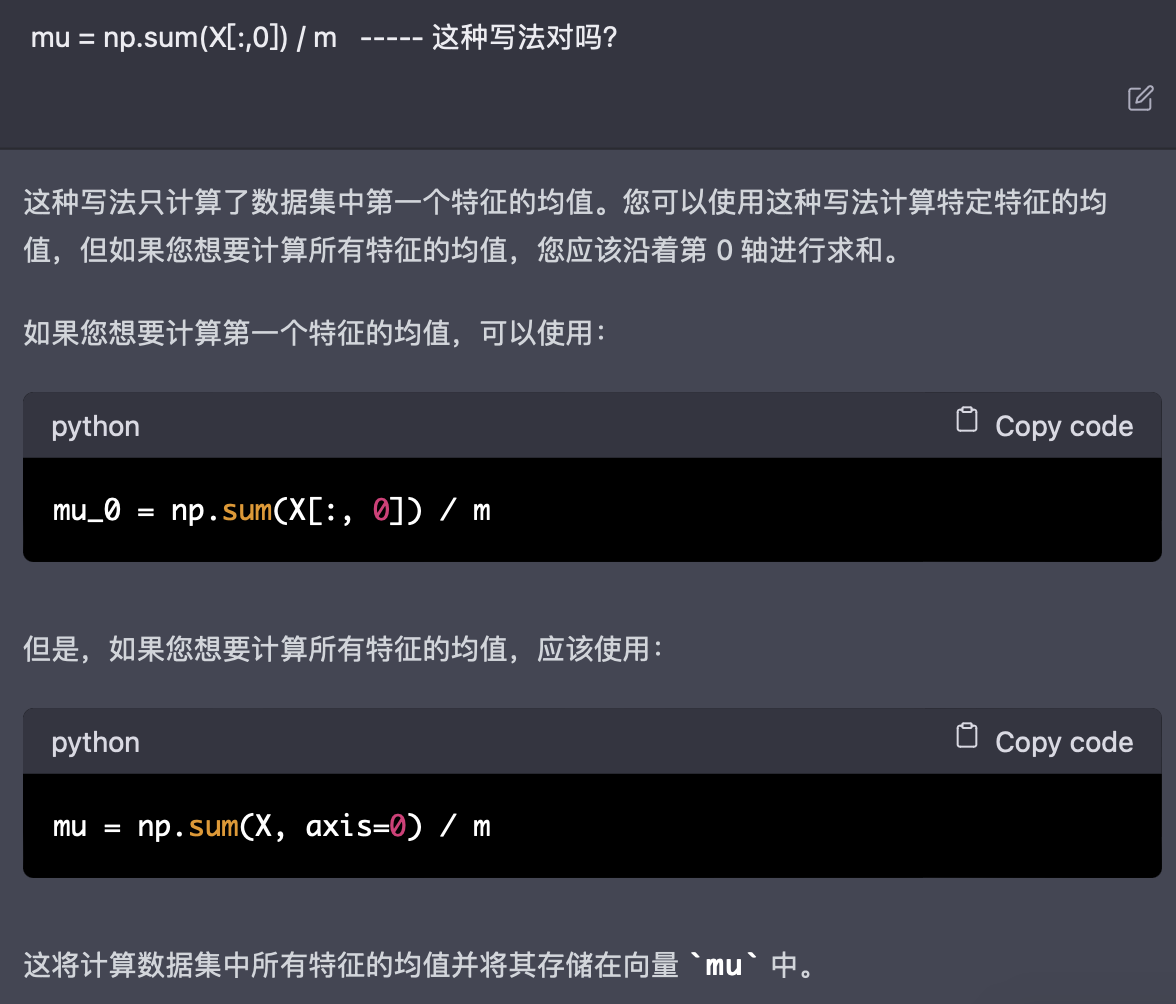 mu = np.sum(X[:,0]) / m ----- 这种写法对吗?
这种写法只计算了数据集中第一个特征的均值。您可以使用这种写法计算特定特征的均
值，但如果您想要计算所有特征的均值，您应该沿着第 0 轴进行求和。
如果您想要计算第一个特征的均值，可以使用：
python Copy code
mu_0 = np.sum(X[:, 0]) / m
但是，如果您想要计算所有特征的均值，应该使用：
python Copy code
mu = np.sum(X, axis=0) / m
这将计算数据集中所有特征的均值并将其存储在向量 `mu` 中。